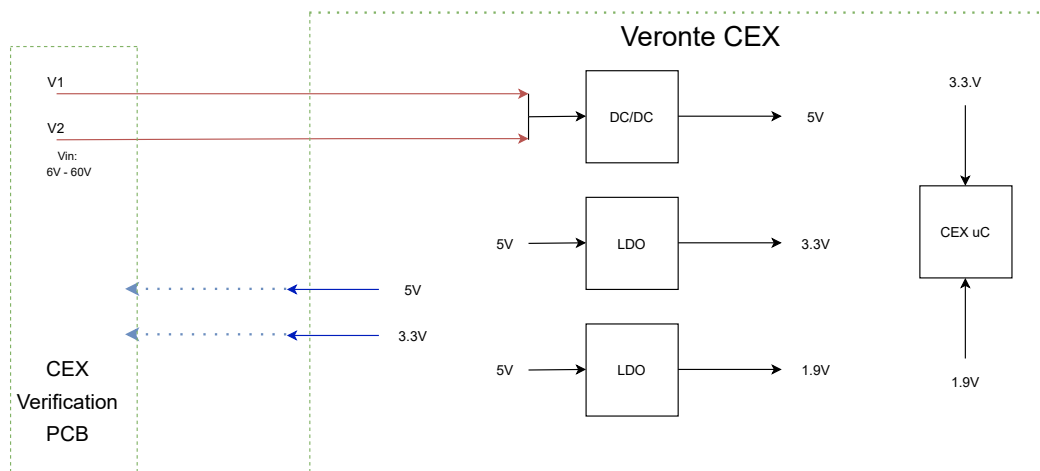 Veronte CEX
V1
V2
Vin:
6V - 60V
DC/DC
5V
3.3.V
CEX uC
1.9V
5V
LDO
3.3V
5V
3.3V
5V
LDO
1.9V
CEX
Verification
PCB